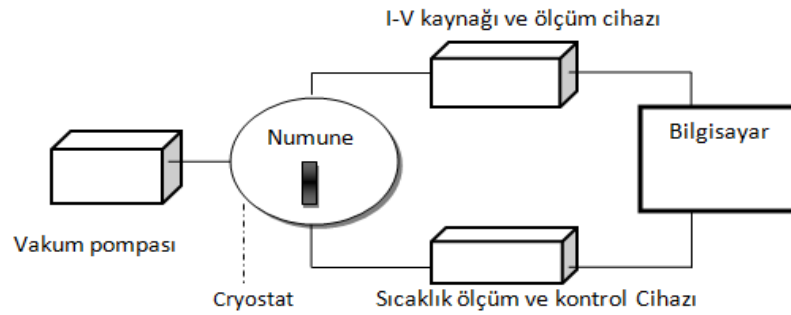 I-V kaynağı ve ölçüm cihazı
Numune
Bilgisayar
Vakum pompası
Cryostat
Sıcaklık ölçüm ve kontrol Cihazı